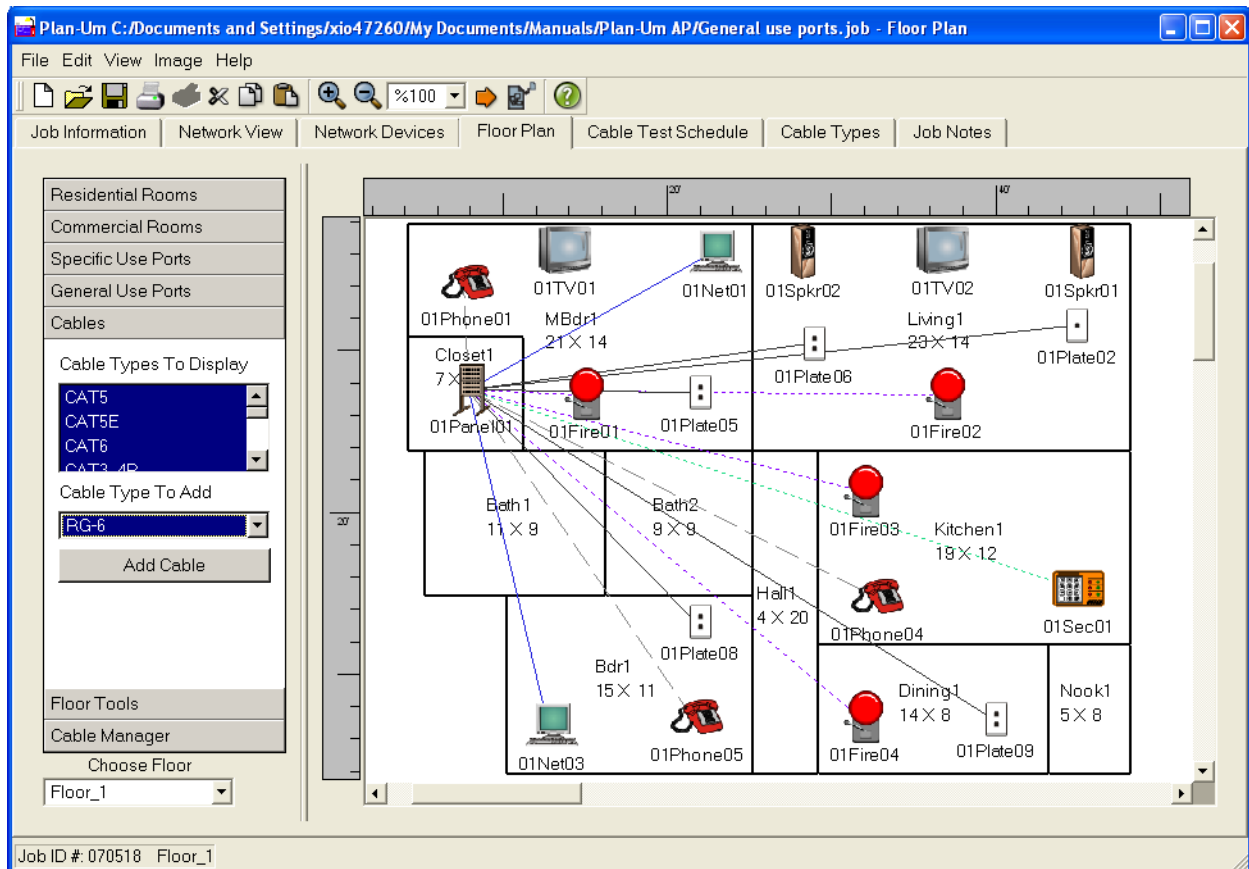 Plan-Um C:/Documents and Settings/xio47260/My Documents/Manuals/Plan-Um AP/General use ports.job - Floor Plan
File Edit View Image Help
%100
Job Information Network View Network Devices Floor Plan Cable Test Schedule Cable Types Job Notes
Residential Rooms
Commercial Rooms
Specific Use Ports
General Use Ports
Cables
Cable Types To Display
CAT5
CAT5E
CAT6
CAT3_4P
Cable Type To Add
RG-6
Add Cable
Floor Tools
Cable Manager
Choose Floor
Floor_1
20'
40'
20'
01Phone01
01TV01
01Net01
01Spkr02
01TV02
01Spkr01
MBdr1
21 X 14
Living1
23 X 14
01Plate02
Closet1
7 X
01Plate06
01Panel01
01Fire01
01Plate05
01Fire02
Bath1
11 X 9
Bath2
9 X 9
01Fire03
Kitchen1
19 X 12
Hall1
4 X 20
01Phone04
01Sec01
01Plate08
Bdr1
15 X 11
Dining1
14 X 8
Nook1
5 X 8
01Net03
01Phone05
01Fire04
01Plate09
Job ID #: 070518 Floor_1